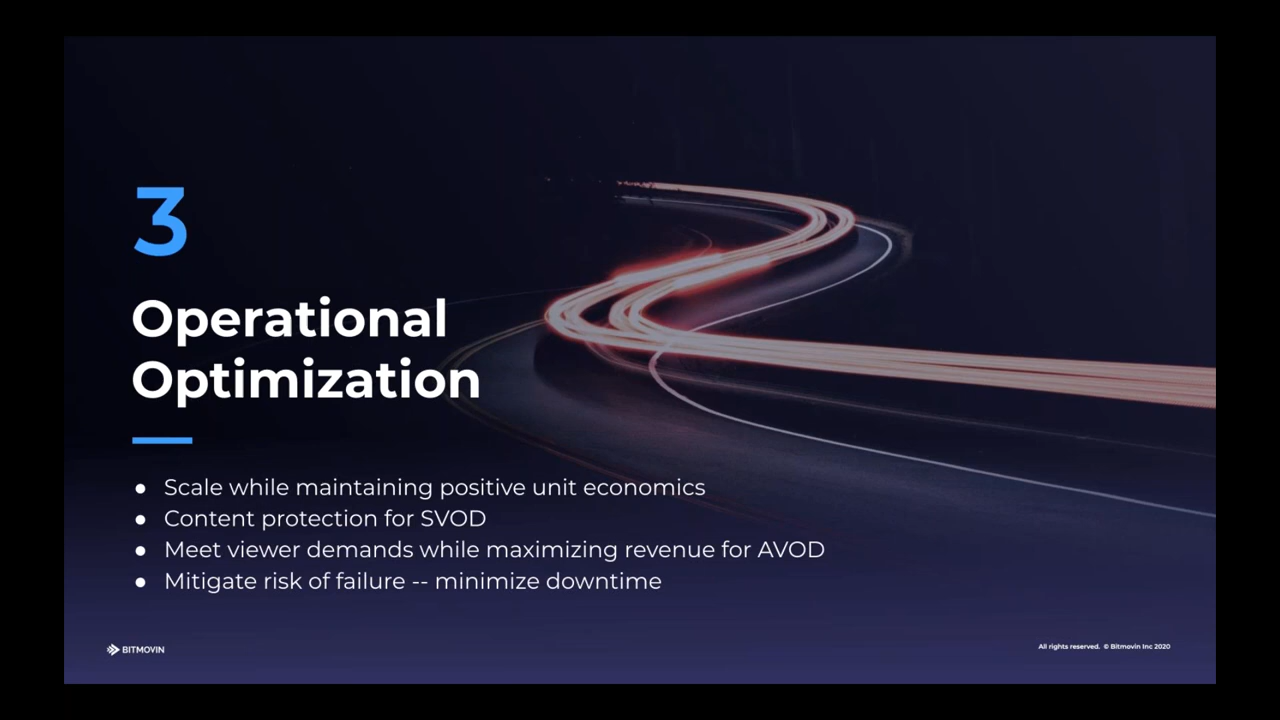 3
Operational
Optimization
● Scale while maintaining positive unit economics
● Content protection for SVOD
● Meet viewer demands while maximizing revenue for AVOD
● Mitigate risk of failure -- minimize downtime
BITMOVIN
All rights reserved. © Bitmovin Inc 2020